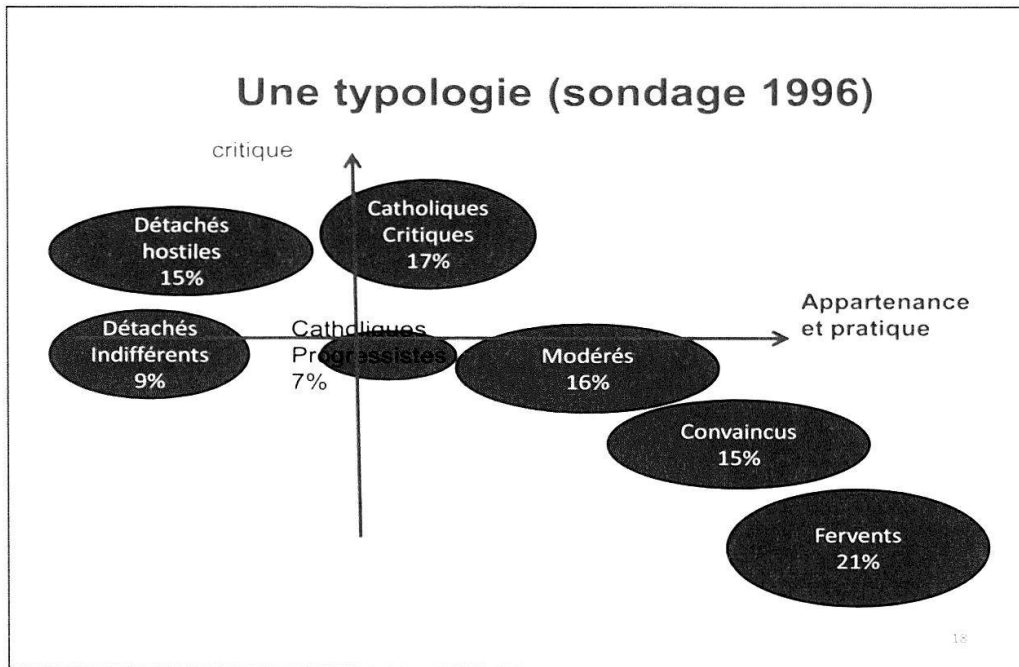 Une typologie (sondage 1996)
critique
Détachés
hostiles
15%
Catholiques
Critiques
17%
Appartenance
et pratique
Détachés
Indifférents
9%
Catholiques
Progressistes
7%
Modérés
16%
Convaincus
15%
Fervents
21%
18